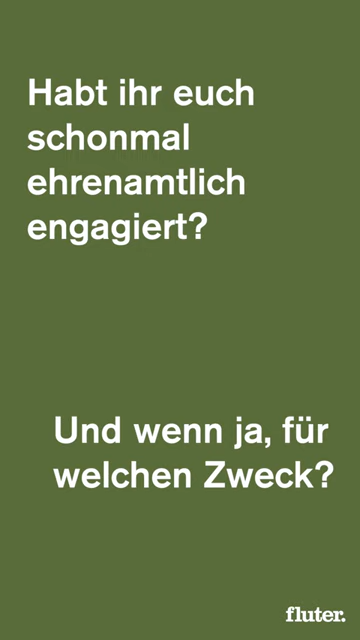 Habt ihr euch
schonmal
ehrenamtlich
engagiert?
Und wenn ja, für
welchen Zweck?
fluter.